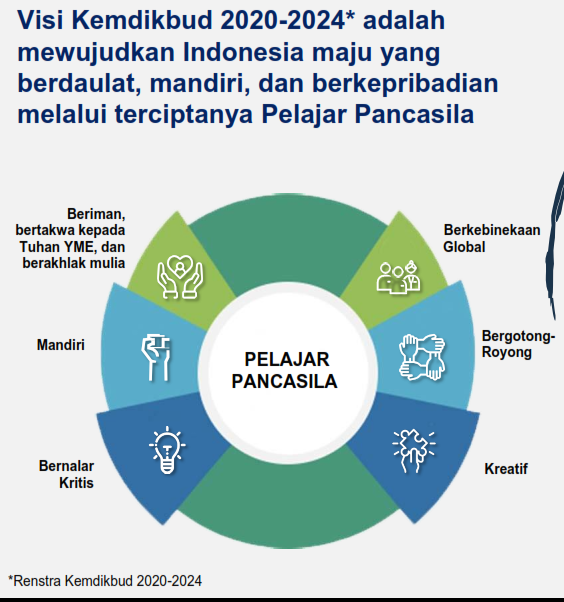 Visi Kemdikbud 2020-2024* adalah
mewujudkan Indonesia maju yang
berdaulat, mandiri, dan berkepribadian
melalui terciptanya Pelajar Pancasila
Beriman,
bertakwa kepada
Tuhan YME, dan
berakhlak mulia
Berkebinekaan
Global
Mandiri
PELAJAR
PANCASILA
Bergotong-
Royong
Bernalar
Kritis
Kreatif
*Renstra Kemdikbud 2020-2024